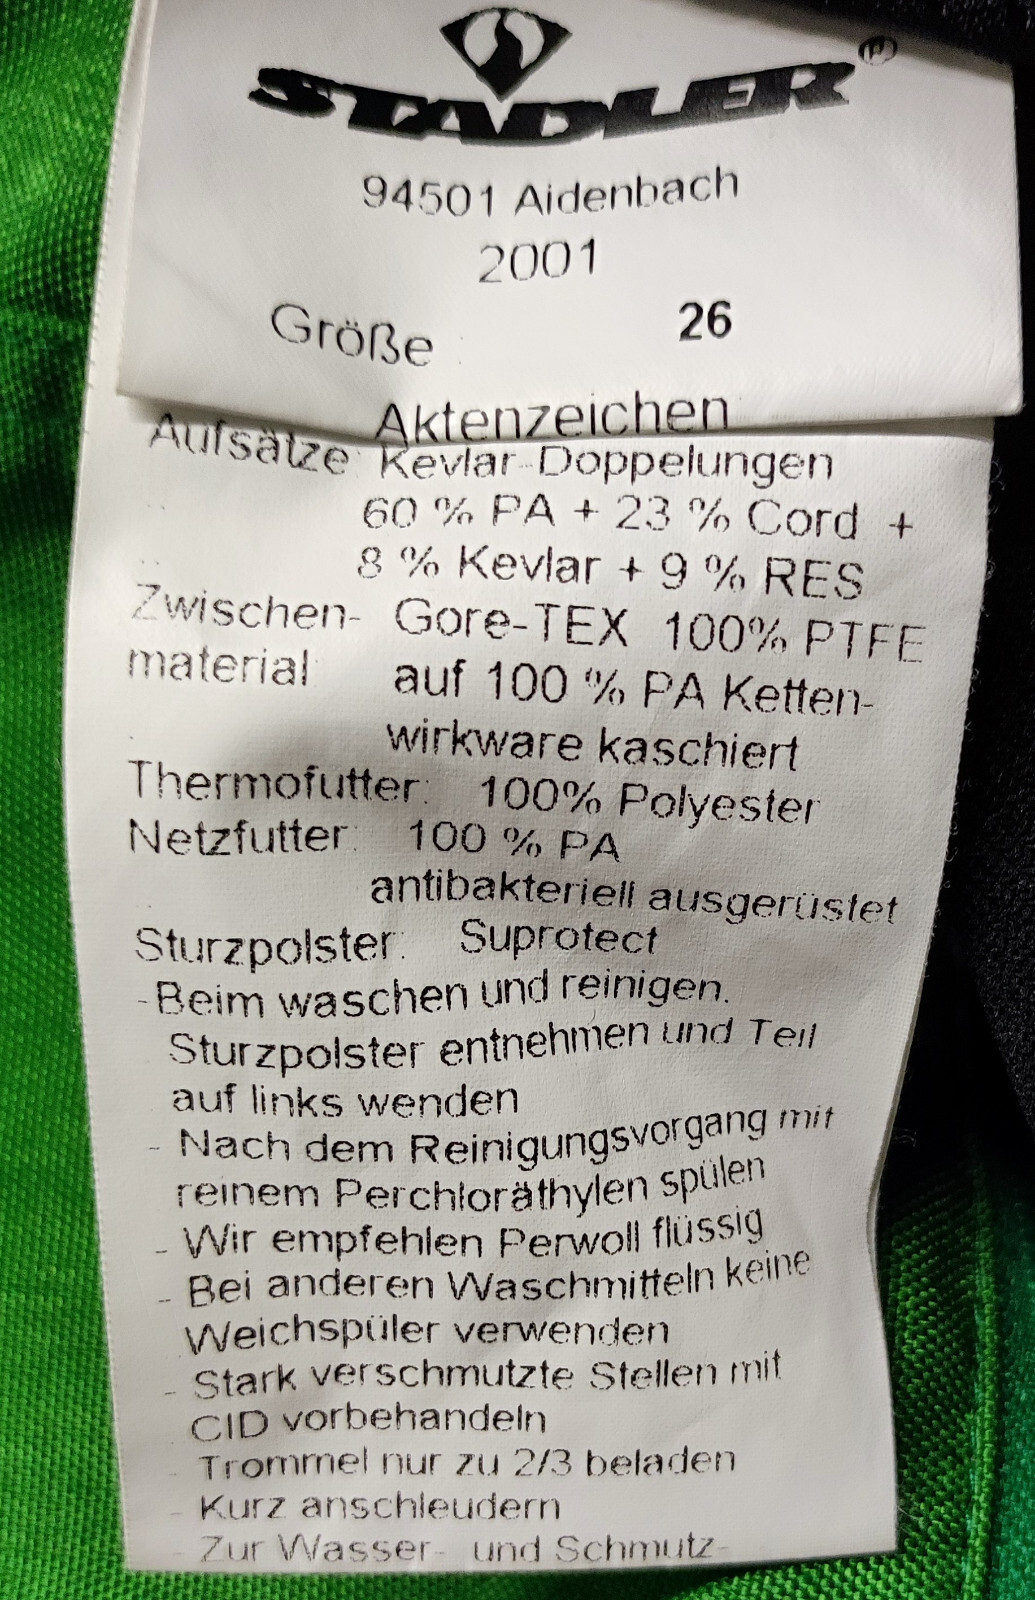 STADLER®
94501 Aidenbach
2001
Größe 26
Aktenzeichen
Aufsätze Kevlar-Doppelungen
60 % PA + 23 % Cord +
8 % Kevlar + 9 % RES
Zwischen- Gore-TEX 100% PTFE
material auf 100 % PA Ketten-
wirkware kaschiert
Thermofutter: 100% Polyester
Netzfutter: 100 % PA
antibakteriell ausgerüstet
Sturzpolster: Suprotect
-Beim waschen und reinigen.
Sturzpolster entnehmen und Teil
auf links wenden
- Nach dem Reinigungsvorgang mit
reinem Perchloräthylen spülen
- Wir empfehlen Perwoll flüssig
- Bei anderen Waschmitteln keine
Weichspüler verwenden
- Stark verschmutzte Stellen mit
CID vorbehandeln
- Trommel nur zu 2/3 beladen
- Kurz anschleudern
- Zur Wasser- und Schmutz-